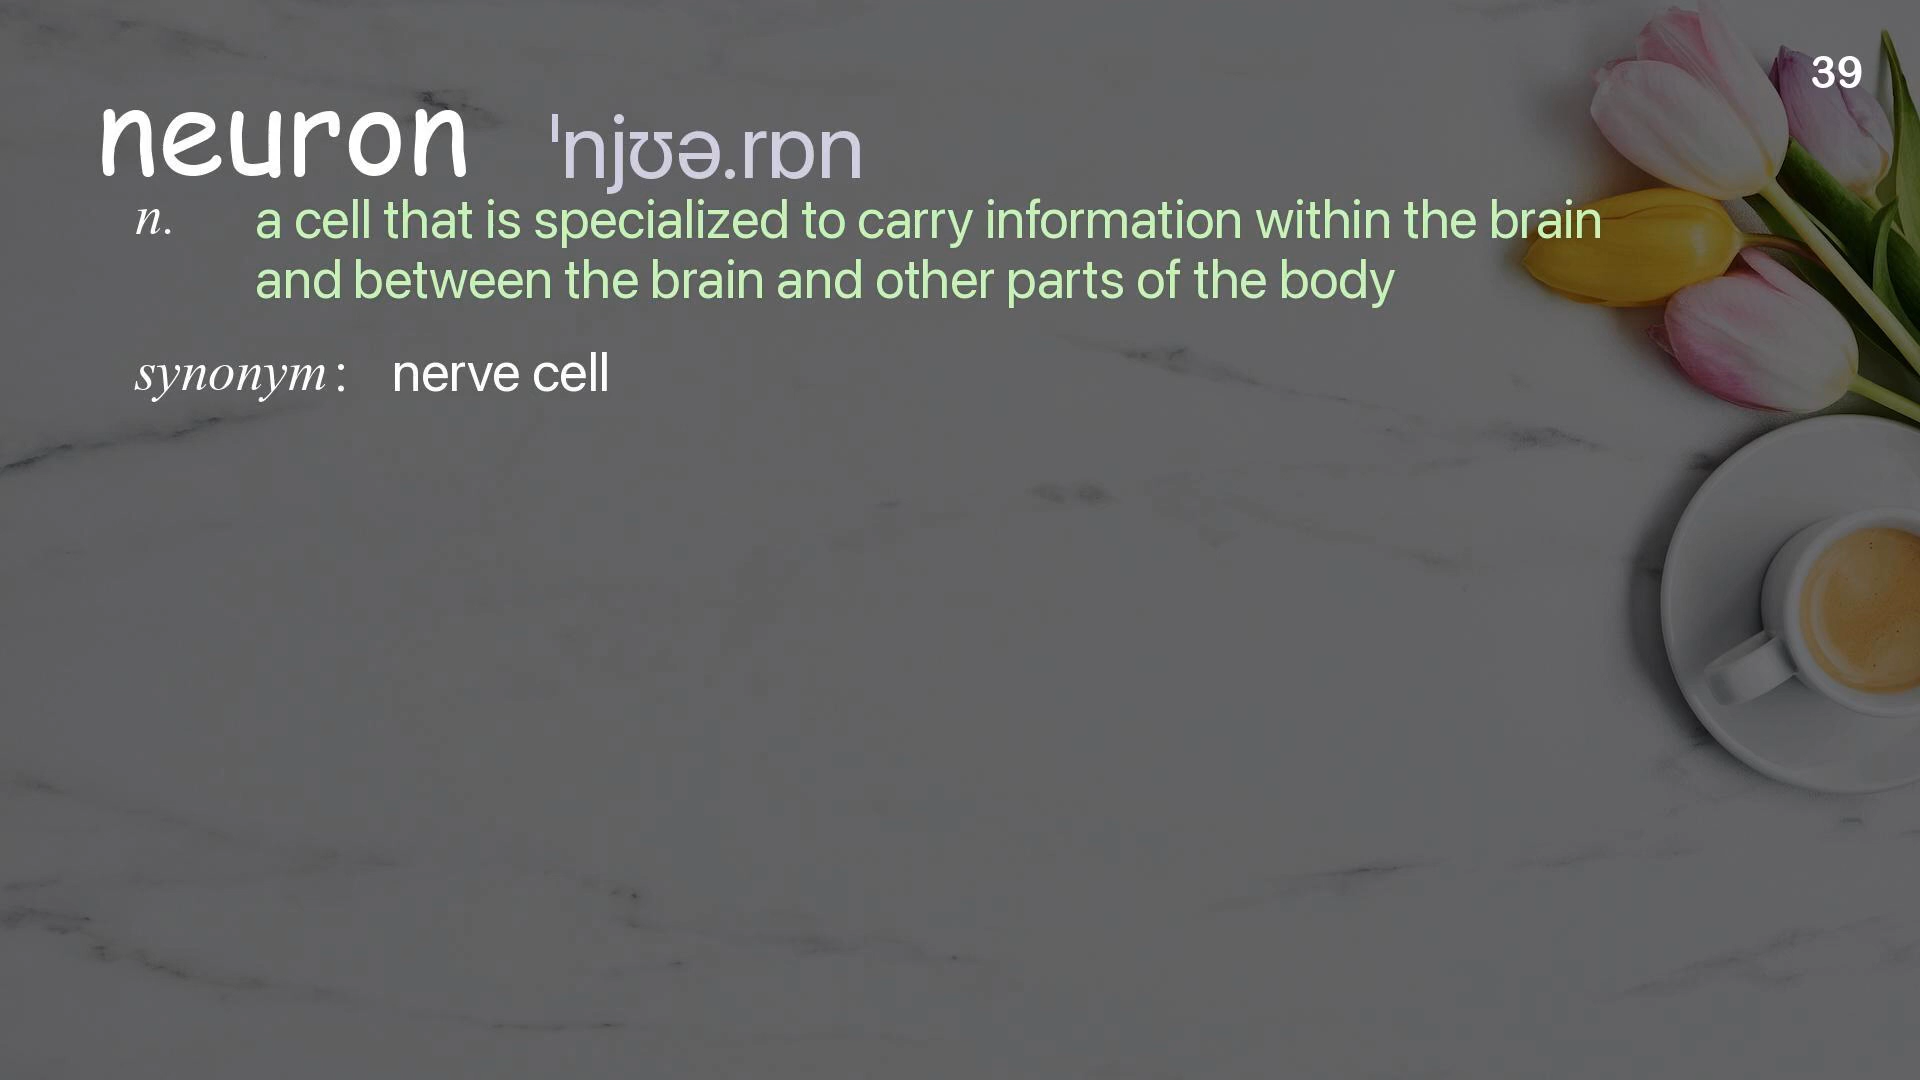 39
neuron ˈnjʊə.rɒn
n. a cell that is specialized to carry information within the brain
and between the brain and other parts of the body
synonym: nerve cell